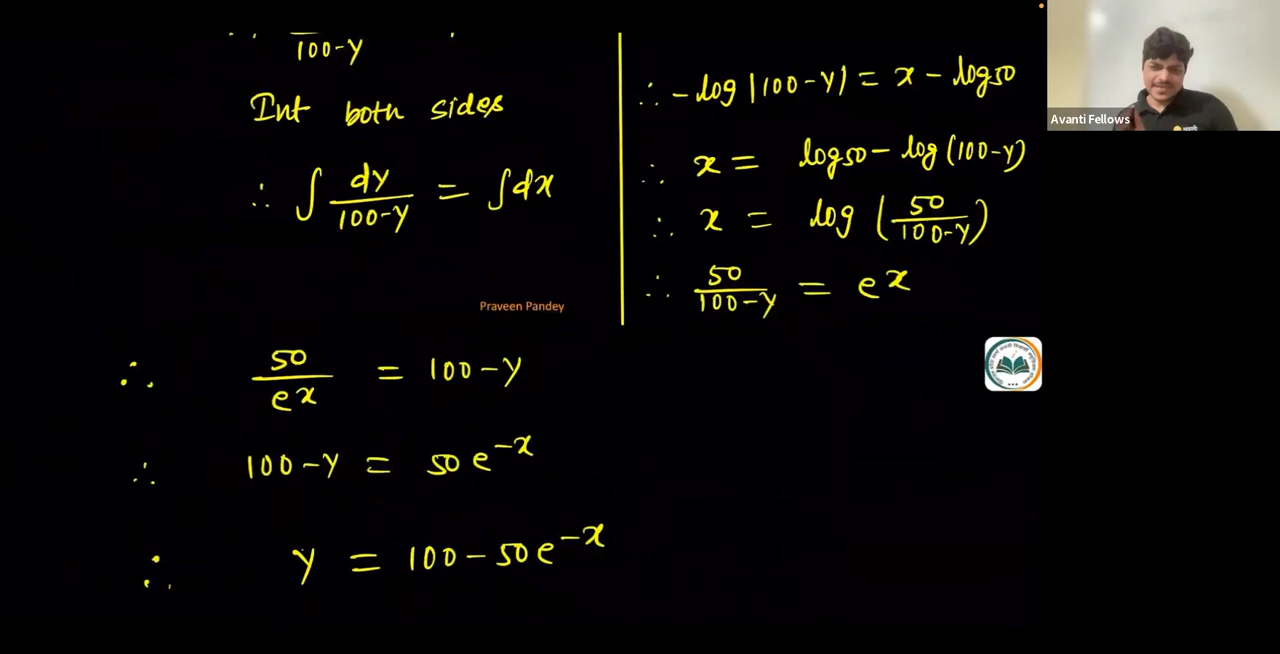 100-y
Int both sides
∴ ∫ dy/100-y = ∫dx
∴ -log|100-y| = x - log50
∴ x = log50 - log(100-y)
∴ x = log (50/100-y)
∴ 50/100-y = e^x
Praveen Pandey
∴ 50/e^x = 100-y
∴ 100-y = 50e^-x
∴ y = 100-50e^-x
Avanti Fellows